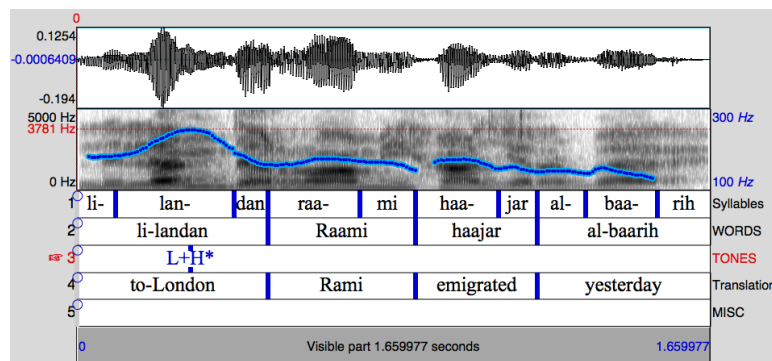 0
0.1254
-0.0006409
-0.194
5000 Hz 300 Hz
3781 Hz
0 Hz 100 Hz
1 li- lan- dan raa- mi haa- jar al- baa- rih Syllables
2 li-landan Raami haajar al-baarih WORDS
3 L+H* TONES
4 to-London Rami emigrated yesterday Translation
5 MISC
0 Visible part 1.659977 seconds 1.659977